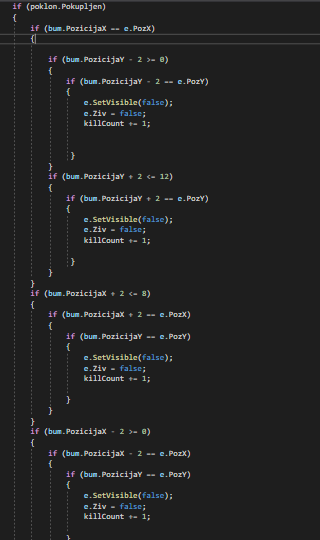 if (poklon.Pokupljen)
{
if (bum.PozicijaX == e.PozX)
{
if (bum.PozicijaY - 2 >= 0)
{
if (bum.PozicijaY - 2 == e.PozY)
{
e.SetVisible(false);
e.Ziv = false;
killCount += 1;
}
}
if (bum.PozicijaY + 2 <= 12)
{
if (bum.PozicijaY + 2 == e.PozY)
{
e.SetVisible(false);
e.Ziv = false;
killCount += 1;
}
}
}
if (bum.PozicijaX + 2 <= 8)
{
if (bum.PozicijaX + 2 == e.PozX)
{
if (bum.PozicijaY == e.PozY)
{
e.SetVisible(false);
e.Ziv = false;
killCount += 1;
}
}
}
if (bum.PozicijaX - 2 >= 0)
{
if (bum.PozicijaX - 2 == e.PozX)
{
if (bum.PozicijaY == e.PozY)
{
e.SetVisible(false);
e.Ziv = false;
killCount += 1;
}